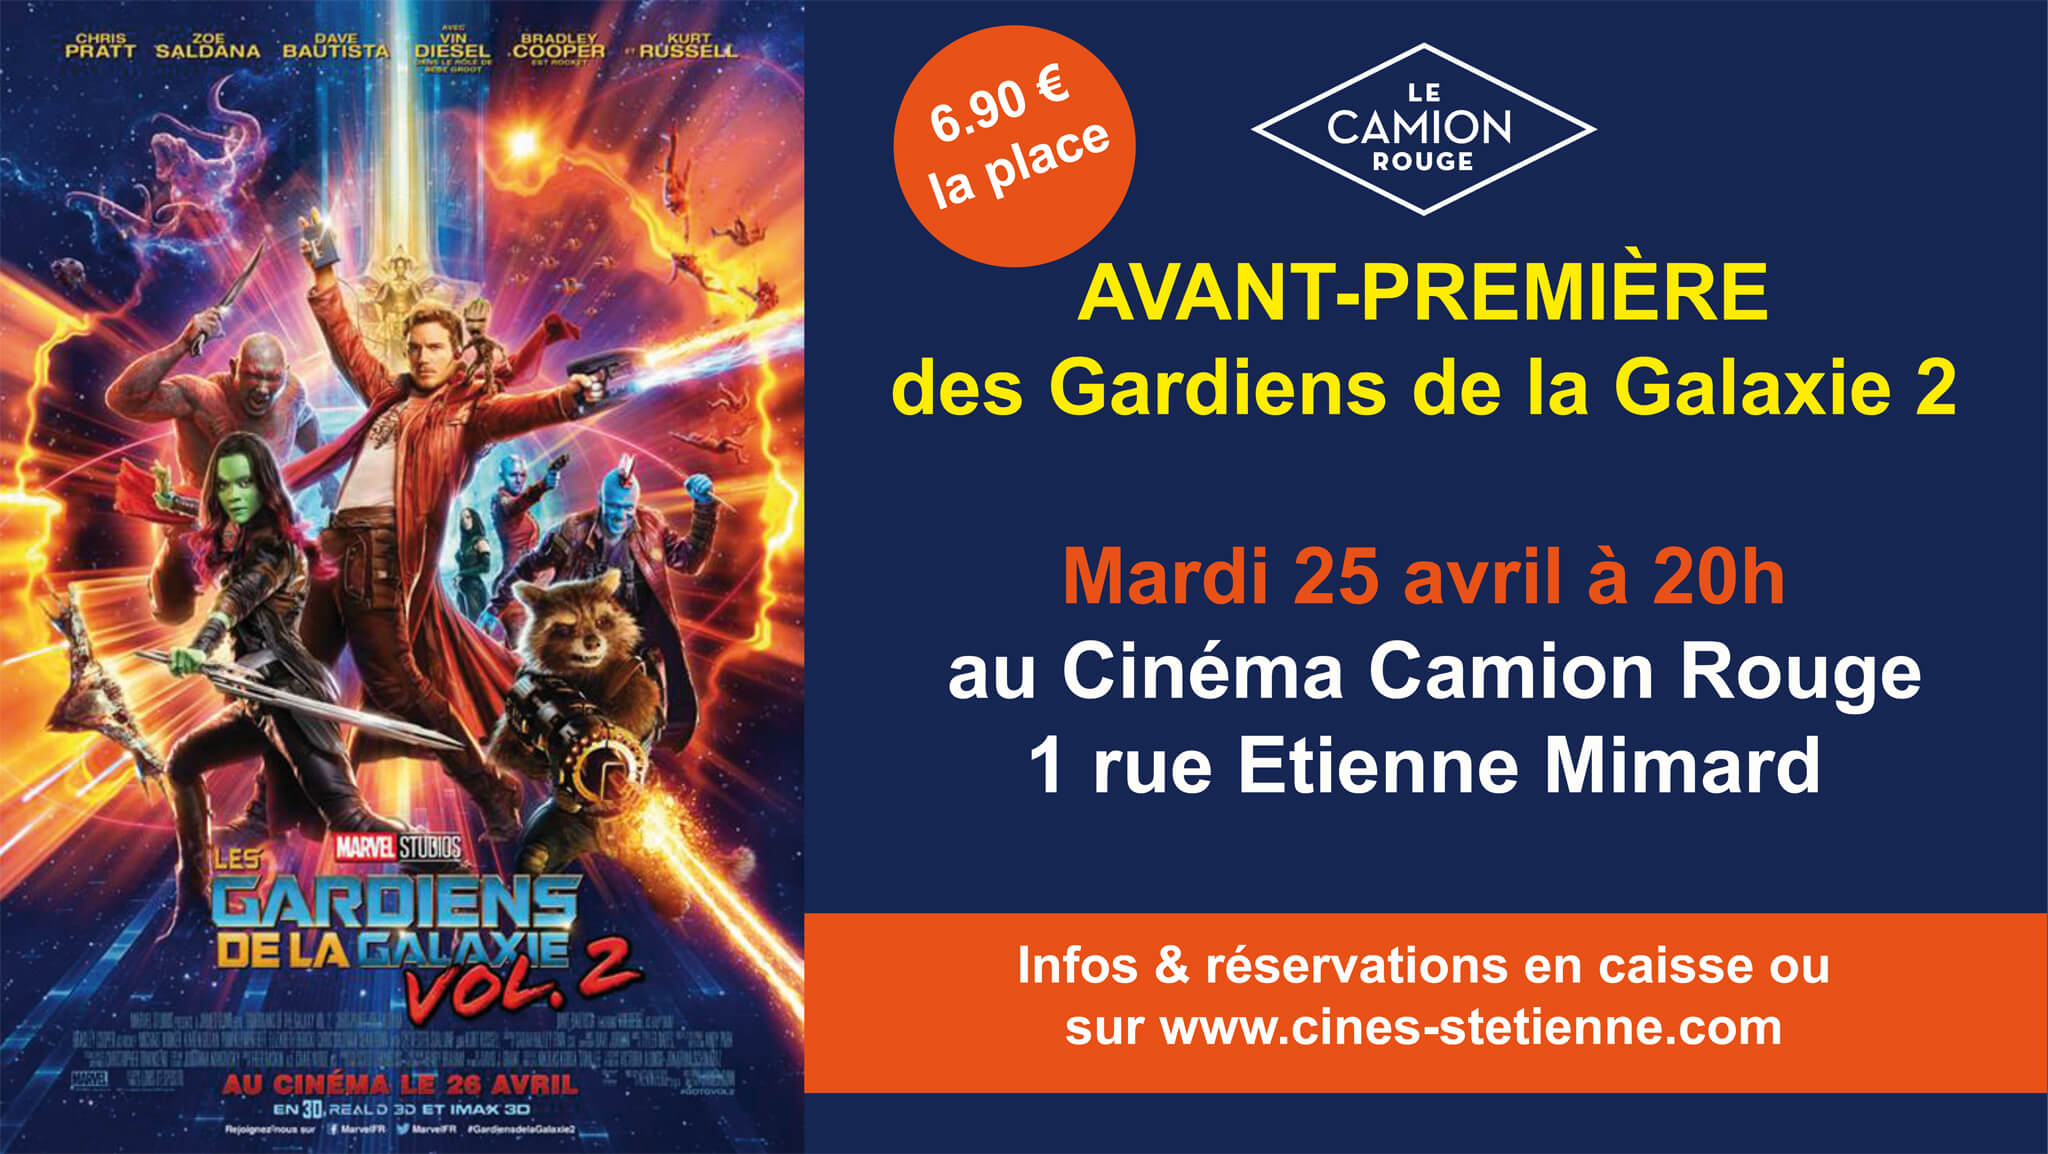 CHRIS PRATT
ZOE SALDANA
DAVE BAUTISTA
AVEC VIN DIESEL DANS LE RÔLE DE BÉBÉ GROOT
BRADLEY COOPER EST ROCKET
ET KURT RUSSELL
MARVEL STUDIOS
LES
GARDIENS
DE LA GALAXIE
VOL. 2
AU CINÉMA LE 26 AVRIL
EN 3D, REAL D 3D ET IMAX 3D
Rejoignez-nous sur MarvelFR MarvelFR #GardiensdelaGalaxie2
MARVEL
#GOTGVOL2
6.90 €
la place
LE
CAMION
ROUGE
AVANT-PREMIÈRE
des Gardiens de la Galaxie 2
Mardi 25 avril à 20h
au Cinéma Camion Rouge
1 rue Etienne Mimard
Infos & réservations en caisse ou
sur www.cines-stetienne.com